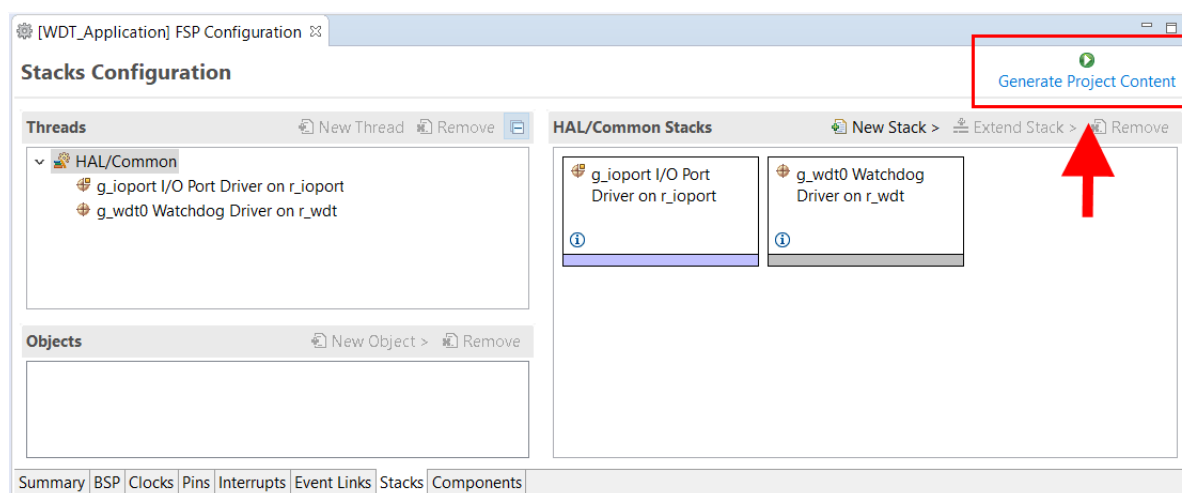 [WDT_Application] FSP Configuration
Stacks Configuration
Generate Project Content
Threads
New Thread
Remove
HAL/Common
g_ioport I/O Port Driver on r_ioport
g_wdt0 Watchdog Driver on r_wdt
Objects
New Object >
Remove
HAL/Common Stacks
New Stack >
Extend Stack >
Remove
g_ioport I/O Port
Driver on r_ioport
g_wdt0 Watchdog
Driver on r_wdt
Summary
BSP
Clocks
Pins
Interrupts
Event Links
Stacks
Components